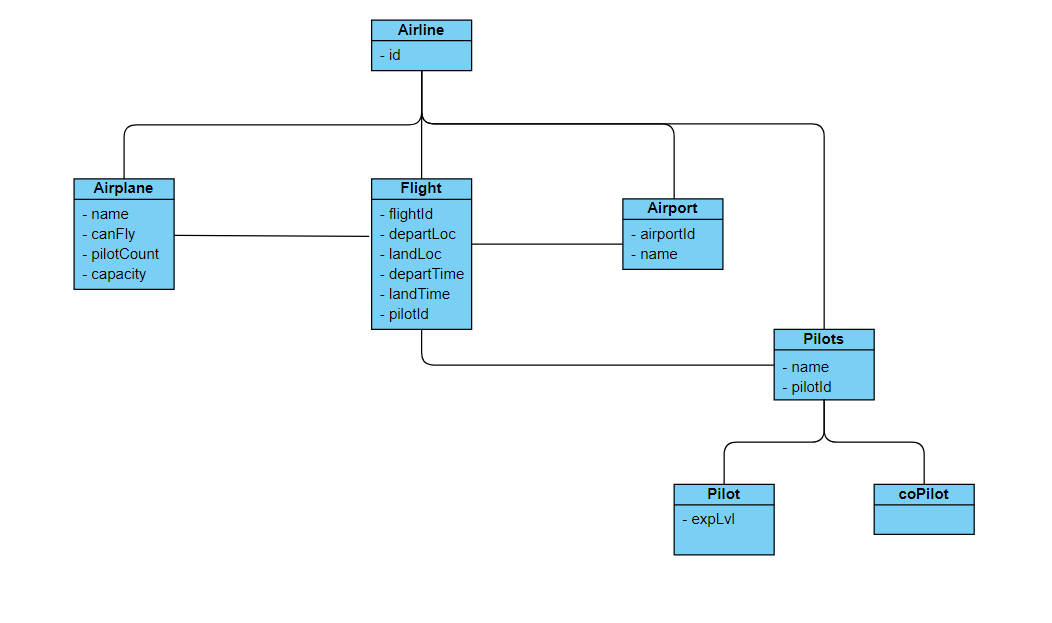 Airline
- id
Airplane
- name
- canFly
- pilotCount
- capacity
Flight
- flightId
- departLoc
- landLoc
- departTime
- landTime
- pilotId
Airport
- airportId
- name
Pilots
- name
- pilotId
Pilot
- expLvl
coPilot